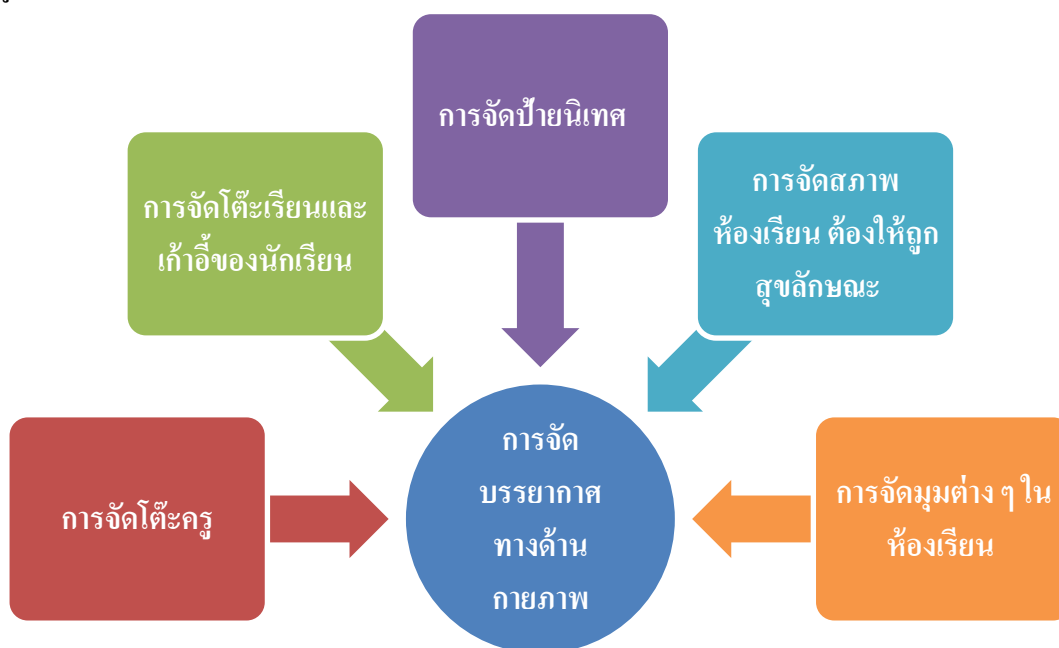 การจัดป้ายนิเทศ
การจัดโต๊ะเรียนและ
เก้าอี้ของนักเรียน
การจัดสภาพ
ห้องเรียน ต้องให้ถูก
สุขลักษณะ
การจัดโต๊ะครู
การจัด
บรรยากาศ
ทางด้าน
กายภาพ
การจัดมุมต่าง ๆ ใน
ห้องเรียน